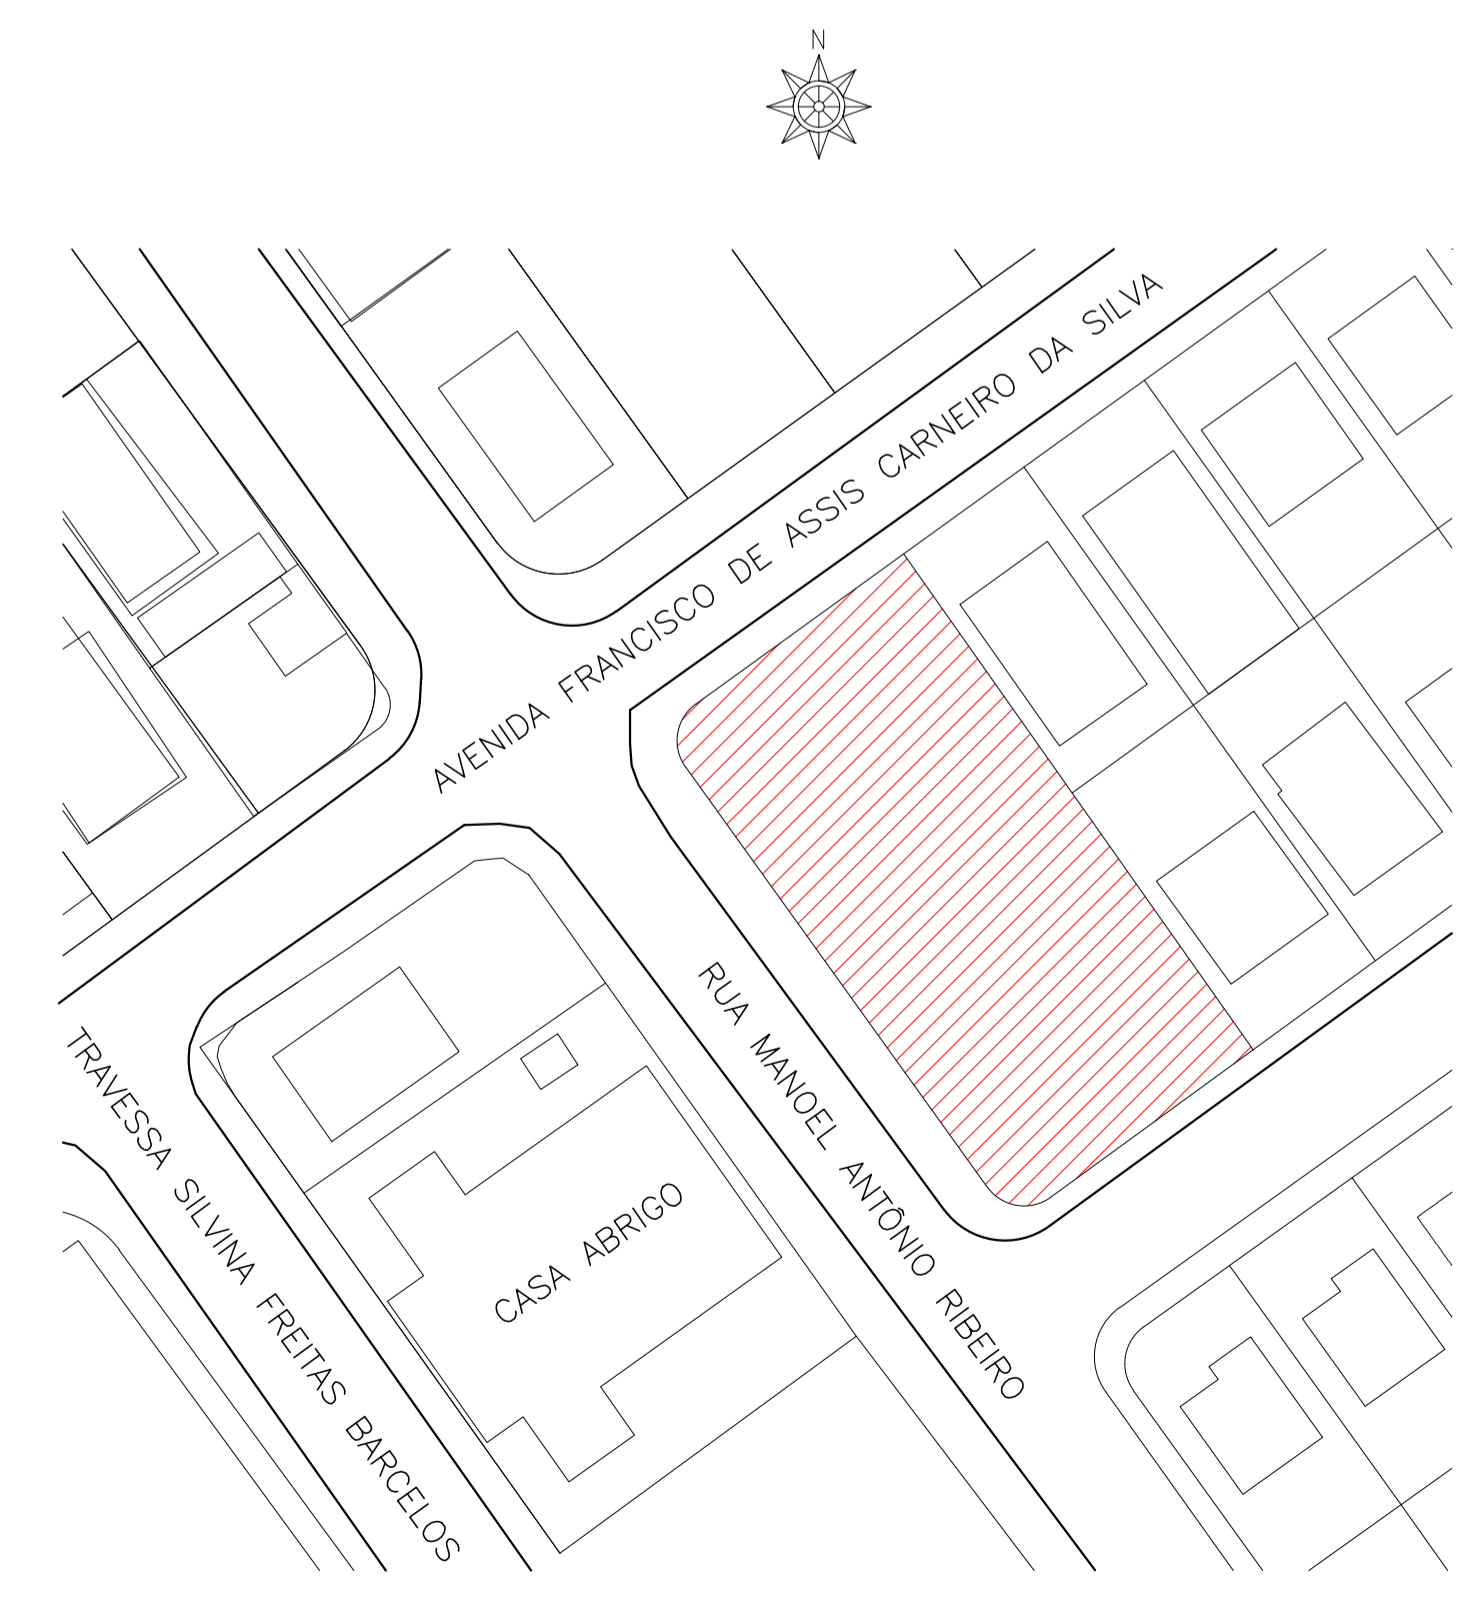 N
AVENIDA FRANCISCO DE ASSIS CARNEIRO DA SILVA
RUA MANOEL ANTÔNIO RIBEIRO
TRAVESSA SILVINA FREITAS BARCELOS
CASA ABRIGO